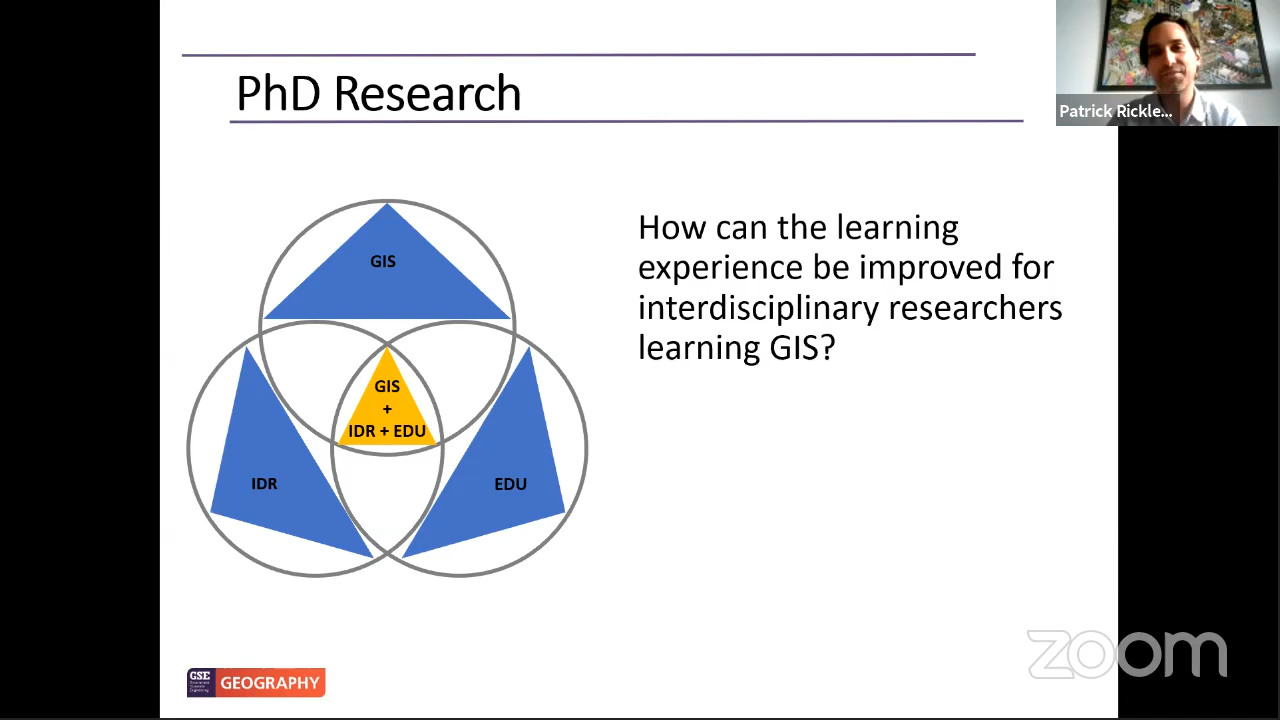 PhD Research
Patrick Rickle...
How can the learning
experience be improved for
interdisciplinary researchers
learning GIS?
GIS
GIS
+
IDR + EDU
IDR
EDU
GSE
GEOGRAPHY
zoom